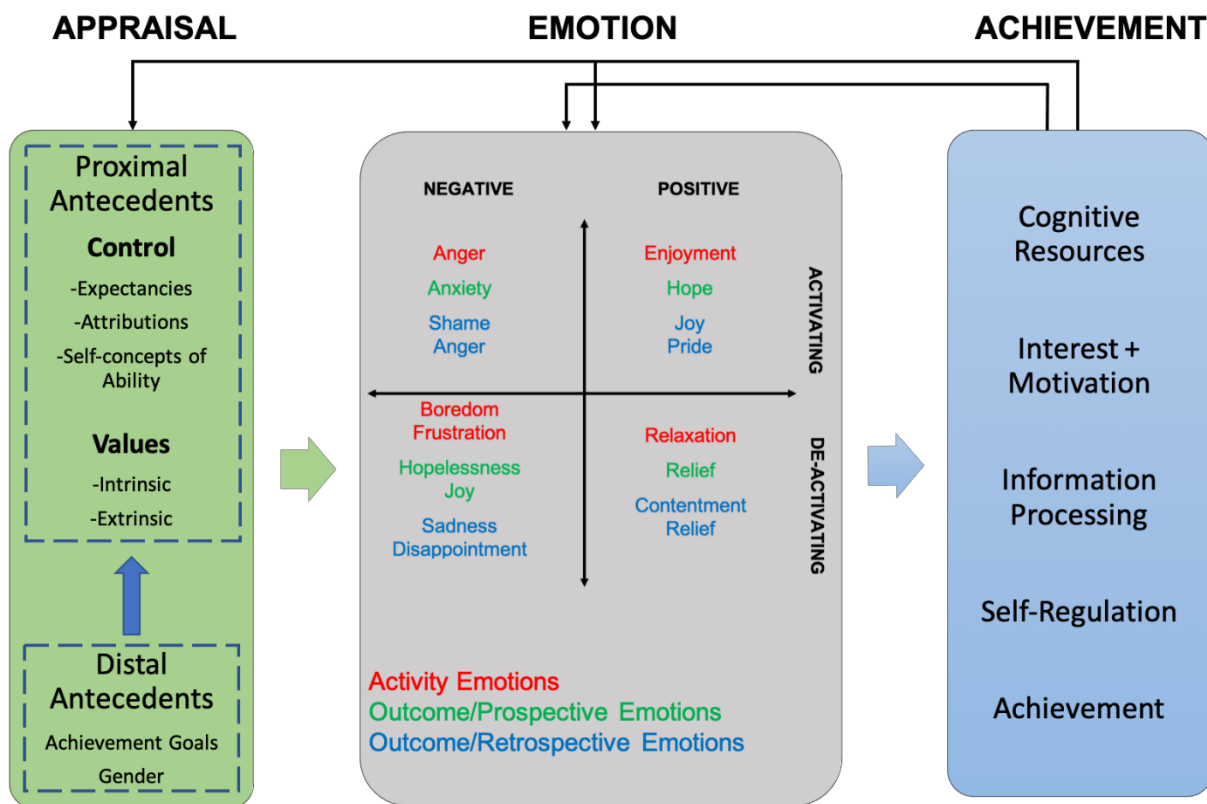 APPRAISAL
EMOTION
ACHIEVEMENT
Proximal
Antecedents
Control
-Expectancies
-Attributions
-Self-concepts of
Ability
Values
-Intrinsic
-Extrinsic
Distal
Antecedents
Achievement Goals
Gender
NEGATIVE
POSITIVE
Anger
Anxiety
Shame
Anger
Enjoyment
Hope
Joy
Pride
ACTIVATING
Boredom
Frustration
Hopelessness
Joy
Sadness
Disappointment
Relaxation
Relief
Contentment
Relief
DE-ACTIVATING
Activity Emotions
Outcome/Prospective Emotions
Outcome/Retrospective Emotions
Cognitive
Resources
Interest +
Motivation
Information
Processing
Self-Regulation
Achievement